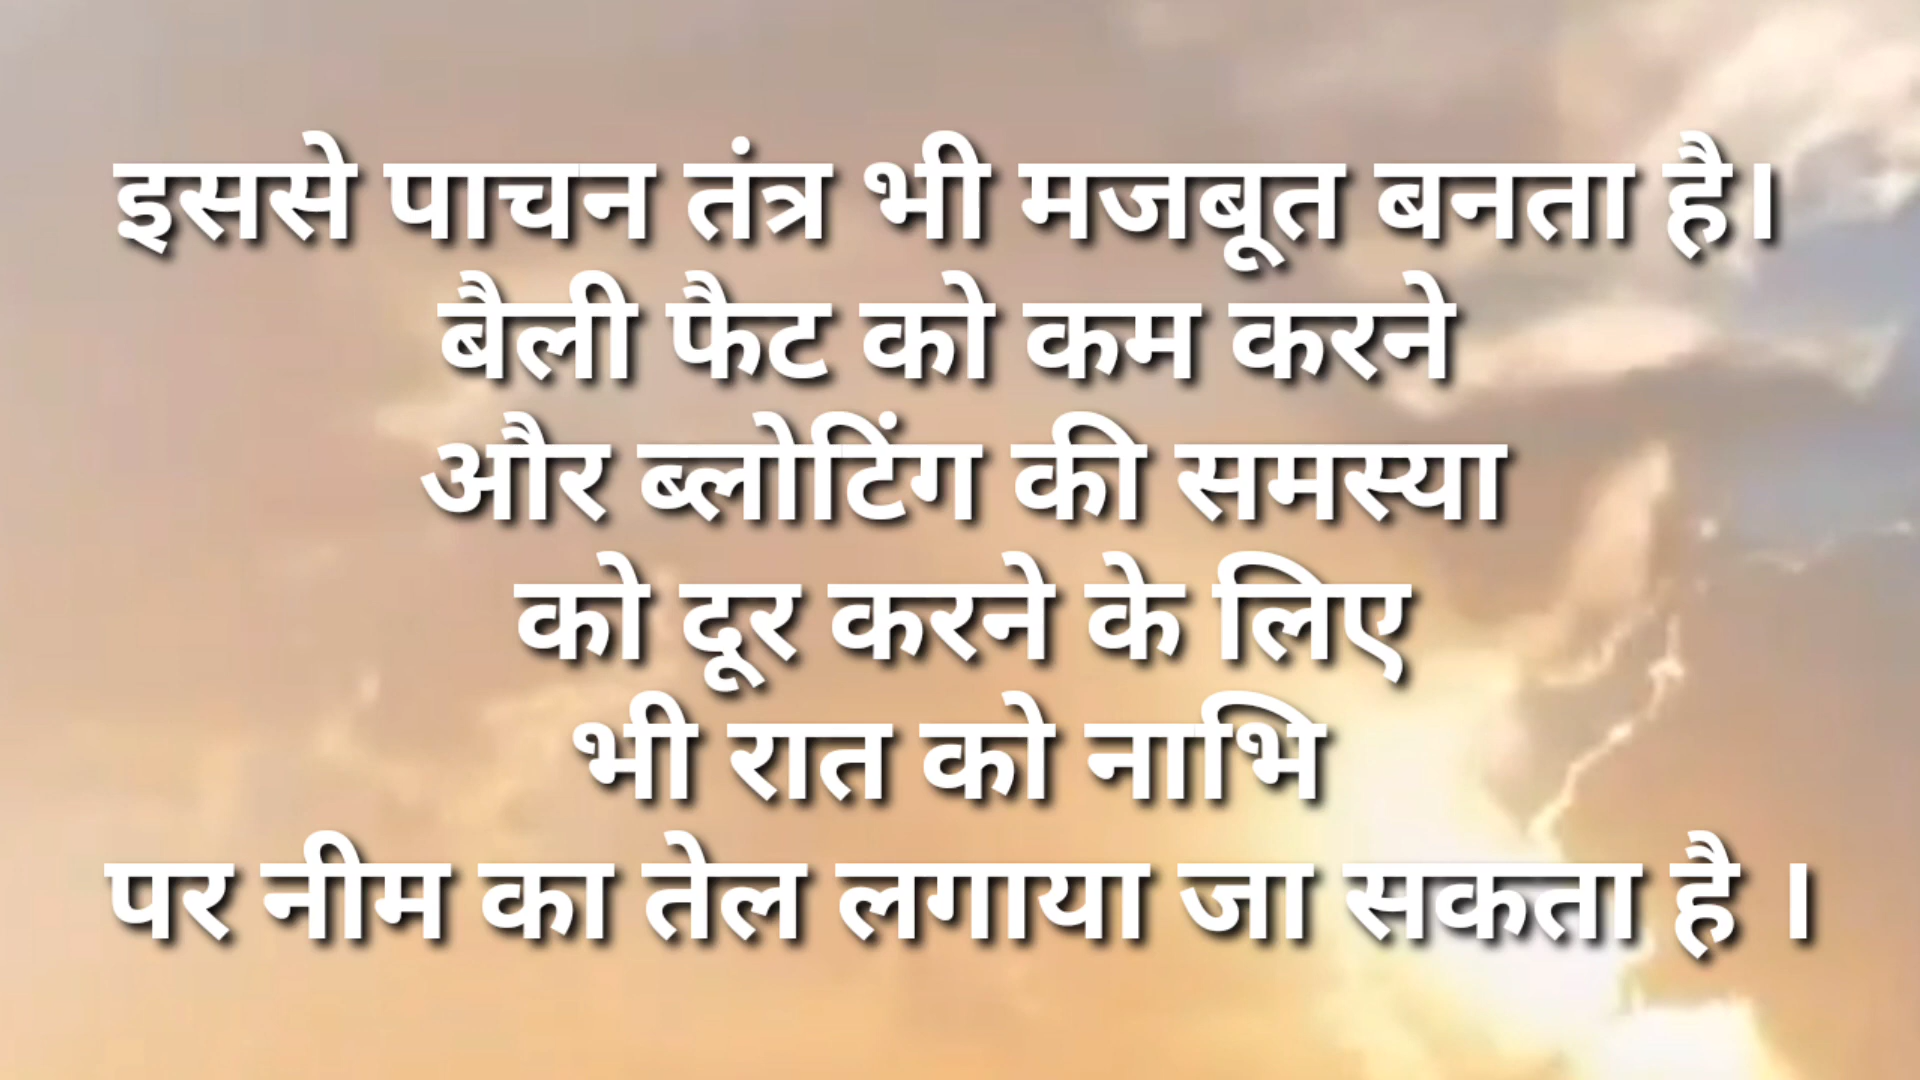 इससे पाचन तंत्र भी मजबूत बनता है।
बैली फैट को कम करने
और ब्लोटिंग की समस्या
को दूर करने के लिए
भी रात को नाभि
पर नीम का तेल लगाया जा सकता है ।